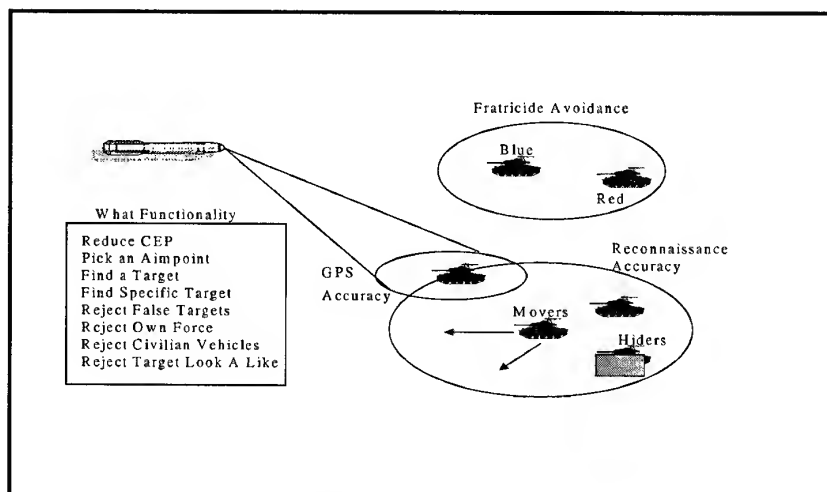 Fratricide Avoidance
Blue
Red
What Functionality
Reduce CEP
Pick an Aimpoint
Find a Target
Find Specific Target
Reject False Targets
Reject Own Force
Reject Civilian Vehicles
Reject Target Look A Like
GPS
Accuracy
Reconnaissance
Accuracy
Movers
Hiders